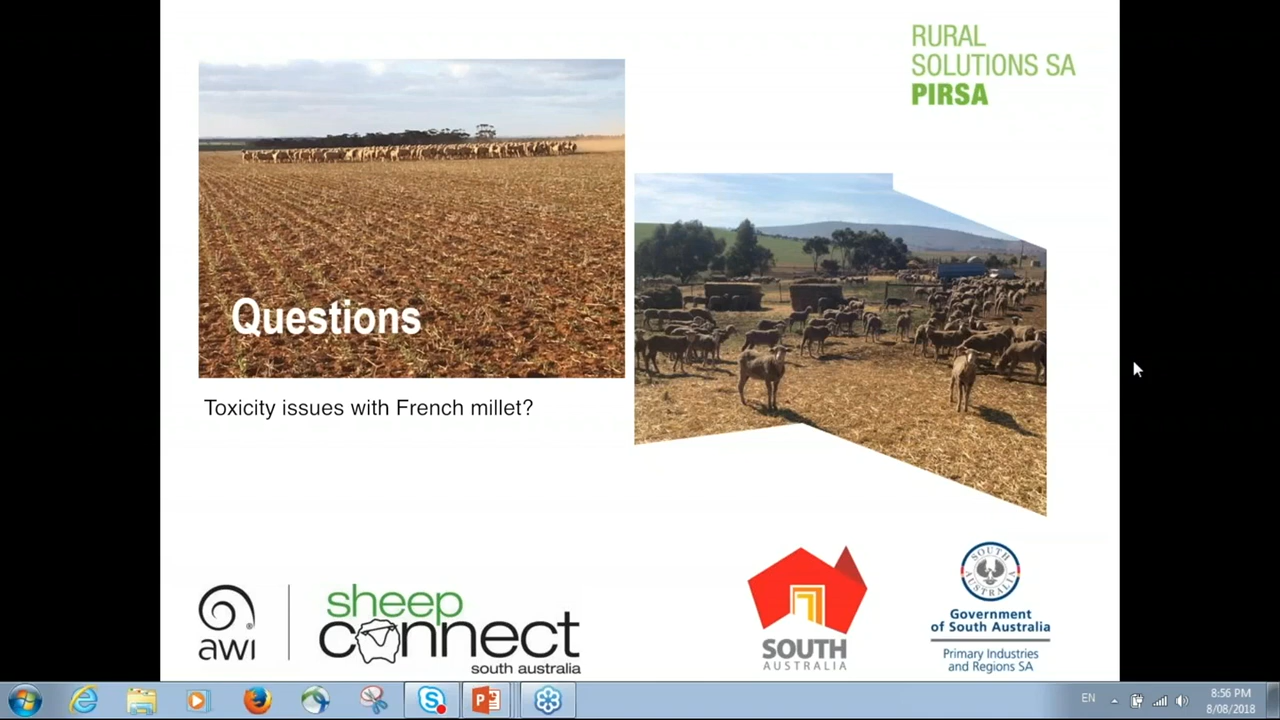 RURAL
SOLUTIONS SA
PIRSA
Questions
Toxicity issues with French millet?
awi
sheep
connect
south australia
SOUTH
AUSTRALIA
SOUTH
AUSTRALIA
Government
of South Australia
Primary Industries
and Regions SA
EN
8:56 PM
8/08/2018